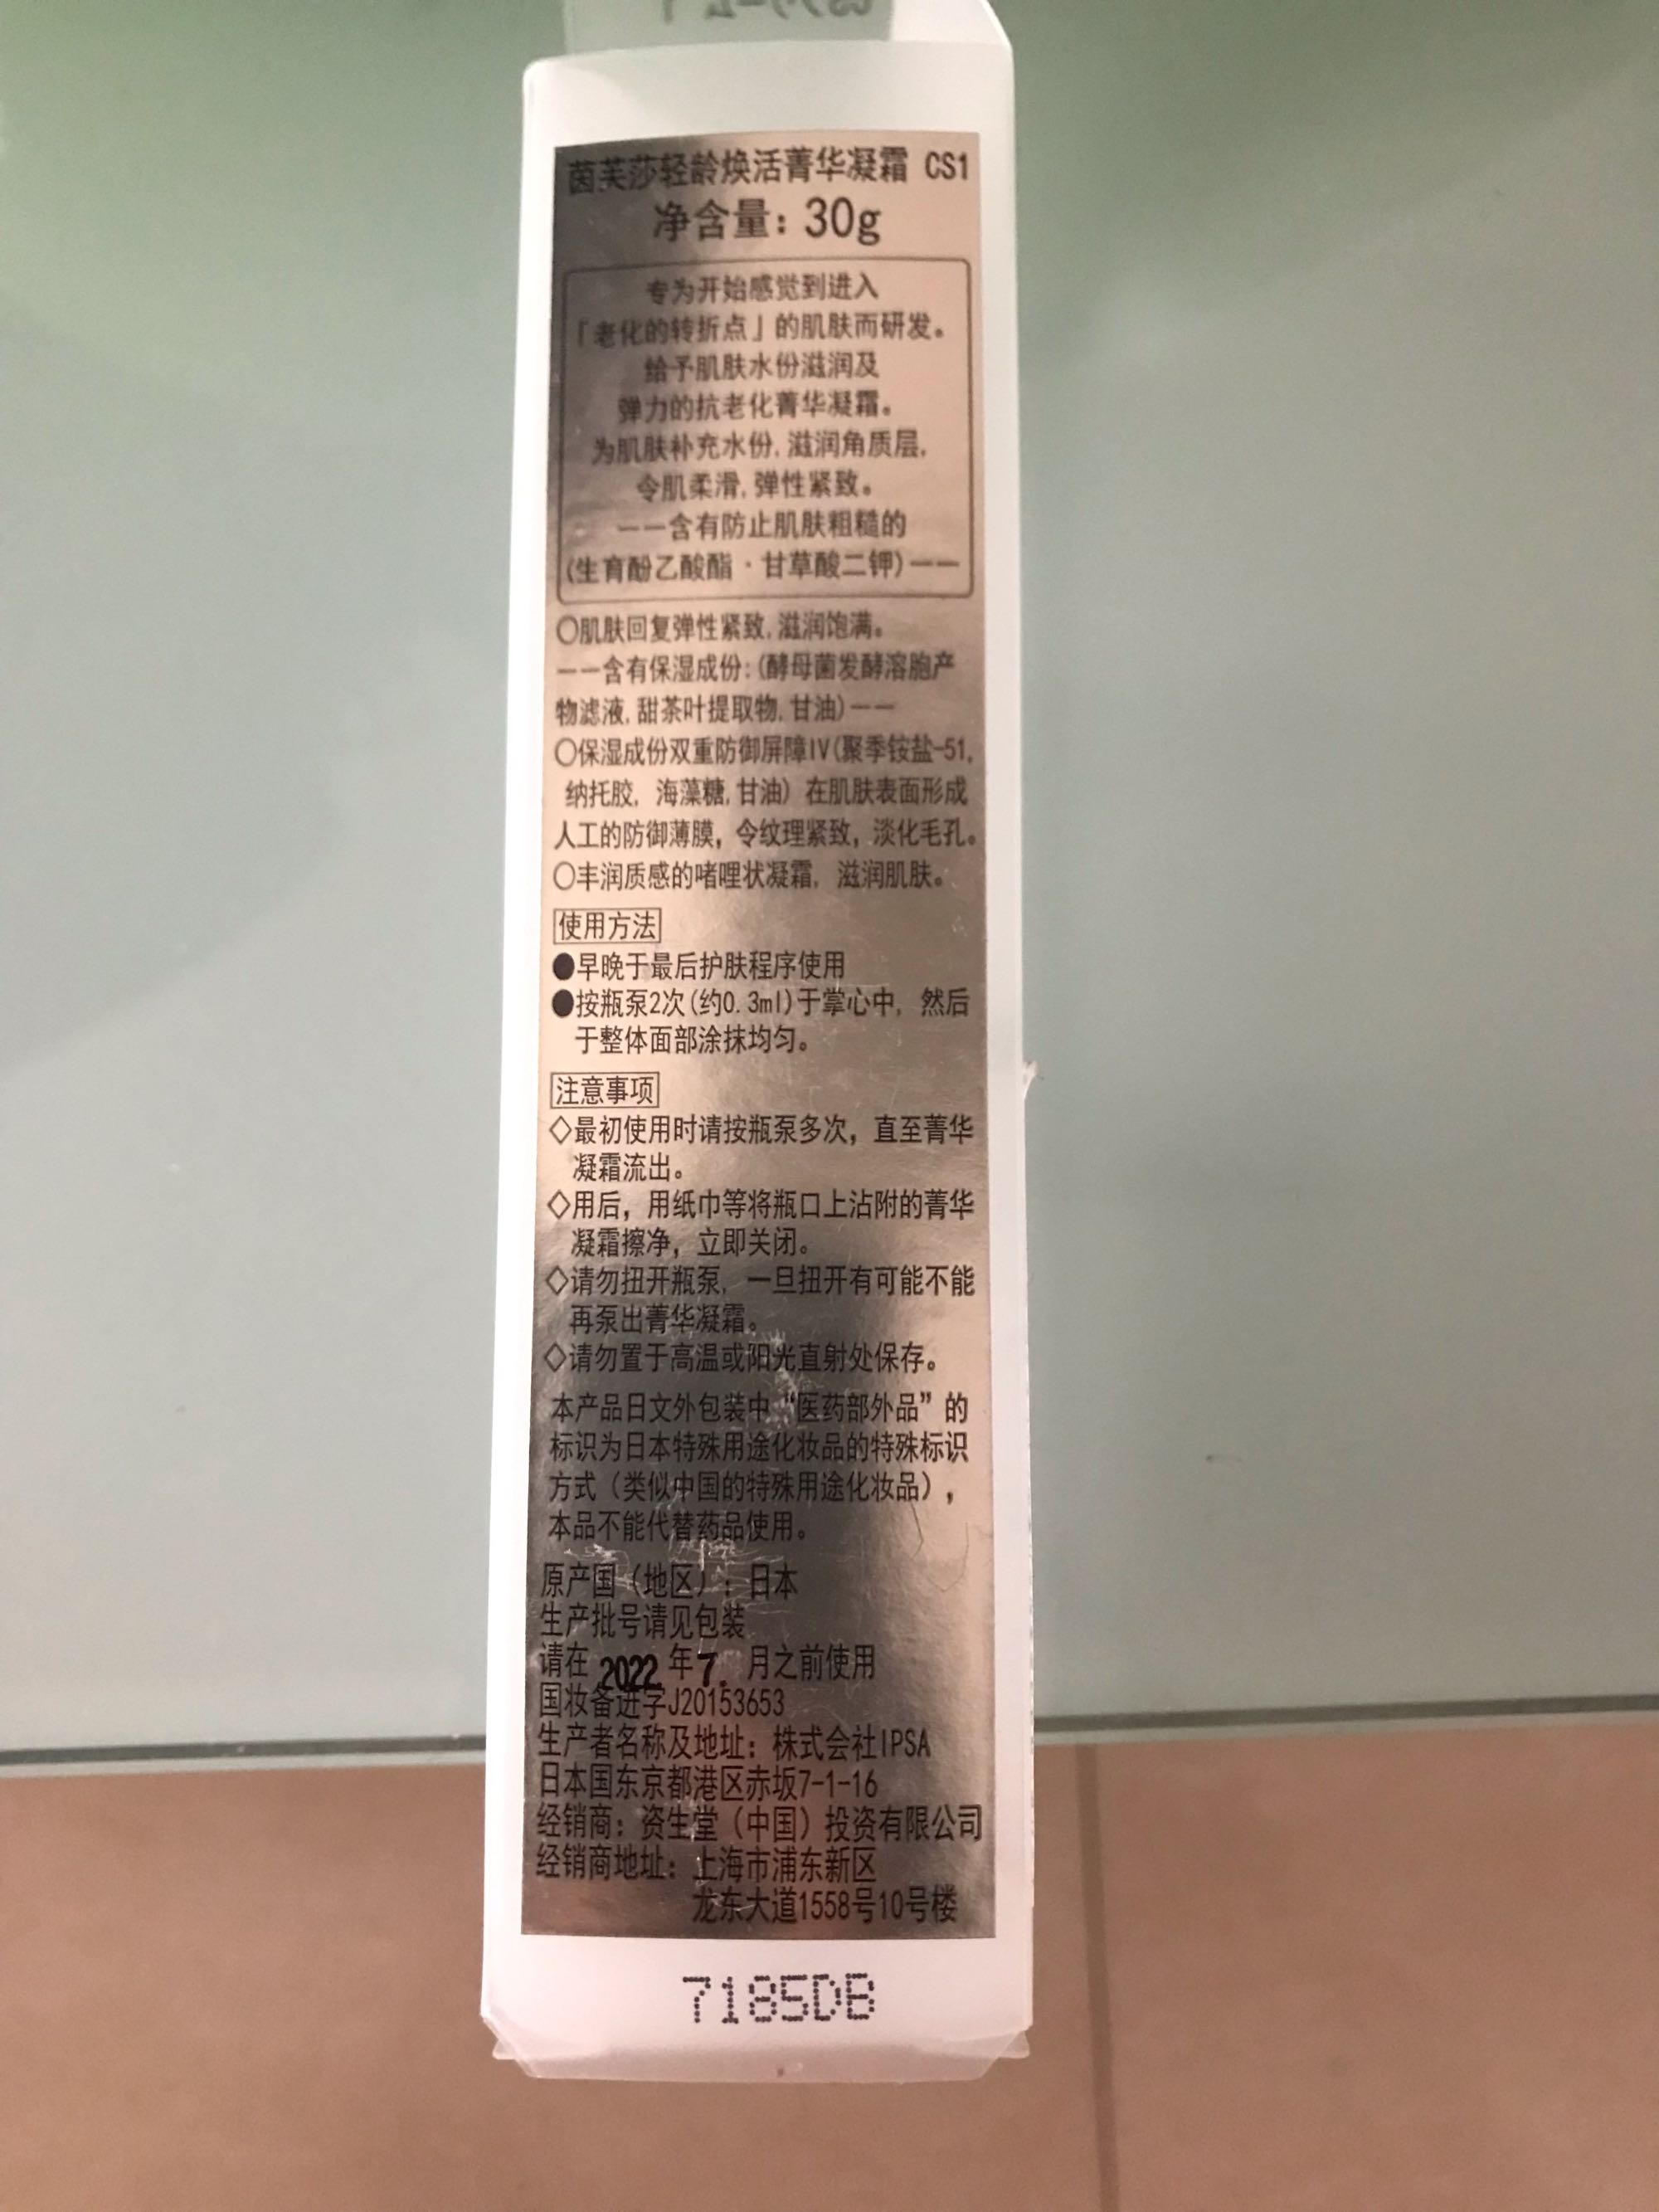 茵芙莎轻龄焕活菁华凝霜 CS1
净含量：30g
专为开始感觉到进入
「老化的转折点」的肌肤而研发。
给予肌肤水份滋润及
弹力的抗老化菁华凝霜。
为肌肤补充水份,滋润角质层,
令肌柔滑,弹性紧致。
——含有防止肌肤粗糙的
(生育酚乙酸酯·甘草酸二钾)——
○肌肤回复弹性紧致,滋润饱满。
——含有保湿成份:(酵母菌发酵溶胞产
物滤液,甜茶叶提取物,甘油)——
○保湿成份双重防御屏障IV(聚季铵盐-51,
纳托胶, 海藻糖,甘油) 在肌肤表面形成
人工的防御薄膜，令纹理紧致，淡化毛孔。
○丰润质感的啫哩状凝霜, 滋润肌肤。
使用方法
●早晚于最后护肤程序使用
●按瓶泵2次(约0.3ml)于掌心中, 然后
于整体面部涂抹均匀。
注意事项
◇最初使用时请按瓶泵多次，直至菁华
凝霜流出。
◇用后，用纸巾等将瓶口上沾附的菁华
凝霜擦净，立即关闭。
◇请勿扭开瓶泵, 一旦扭开有可能不能
再泵出菁华凝霜。
◇请勿置于高温或阳光直射处保存。
本产品日文外包装中“医药部外品”的
标识为日本特殊用途化妆品的特殊标识
方式（类似中国的特殊用途化妆品），
本品不能代替药品使用。
原产国（地区）：日本
生产批号请见包装
请在 2022 年 7. 月之前使用
国妆备进字J20153653
生产者名称及地址：株式会社IPSA
日本国东京都港区赤坂7-1-16
经销商：资生堂（中国）投资有限公司
经销商地址：上海市浦东新区
龙东大道1558号10号楼
7185DB